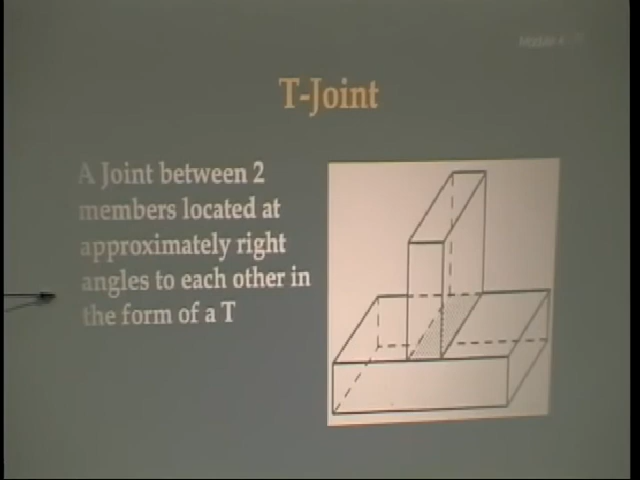 T-Joint
A Joint between 2
members located at
approximately right
angles to each other in
the form of a T